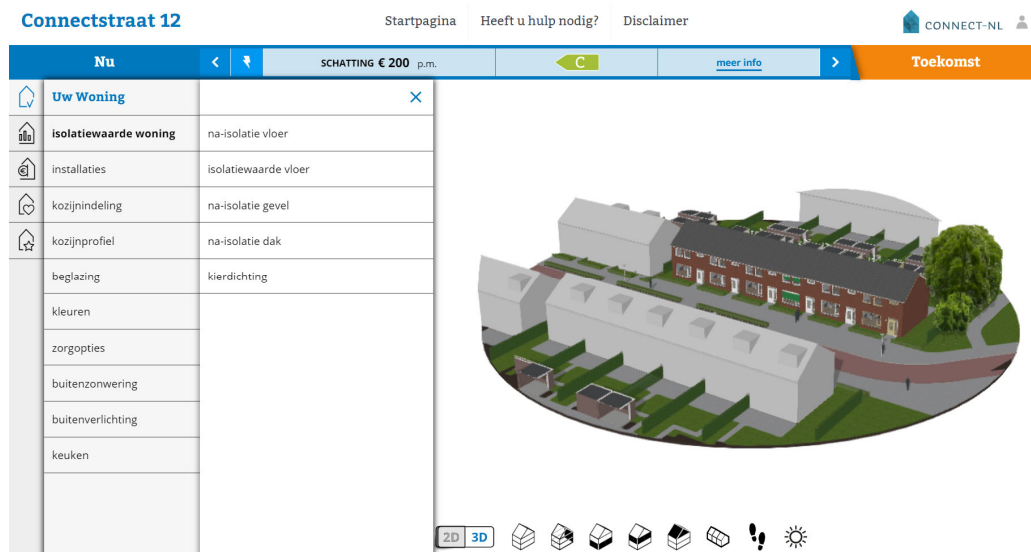 Connectstraat 12
Startpagina Heeft u hulp nodig? Disclaimer
CONNECT-NL
Nu
SCHATTING € 200 p.m.
C
meer info
Toekomst
Uw Woning
isolatiewaarde woning
installaties
kozijnindeling
kozijnprofiel
beglazing
kleuren
zorgopties
buitenzonwering
buitenverlichting
keuken
na-isolatie vloer
isolatiewaarde vloer
na-isolatie gevel
na-isolatie dak
kierdichting
2D 3D